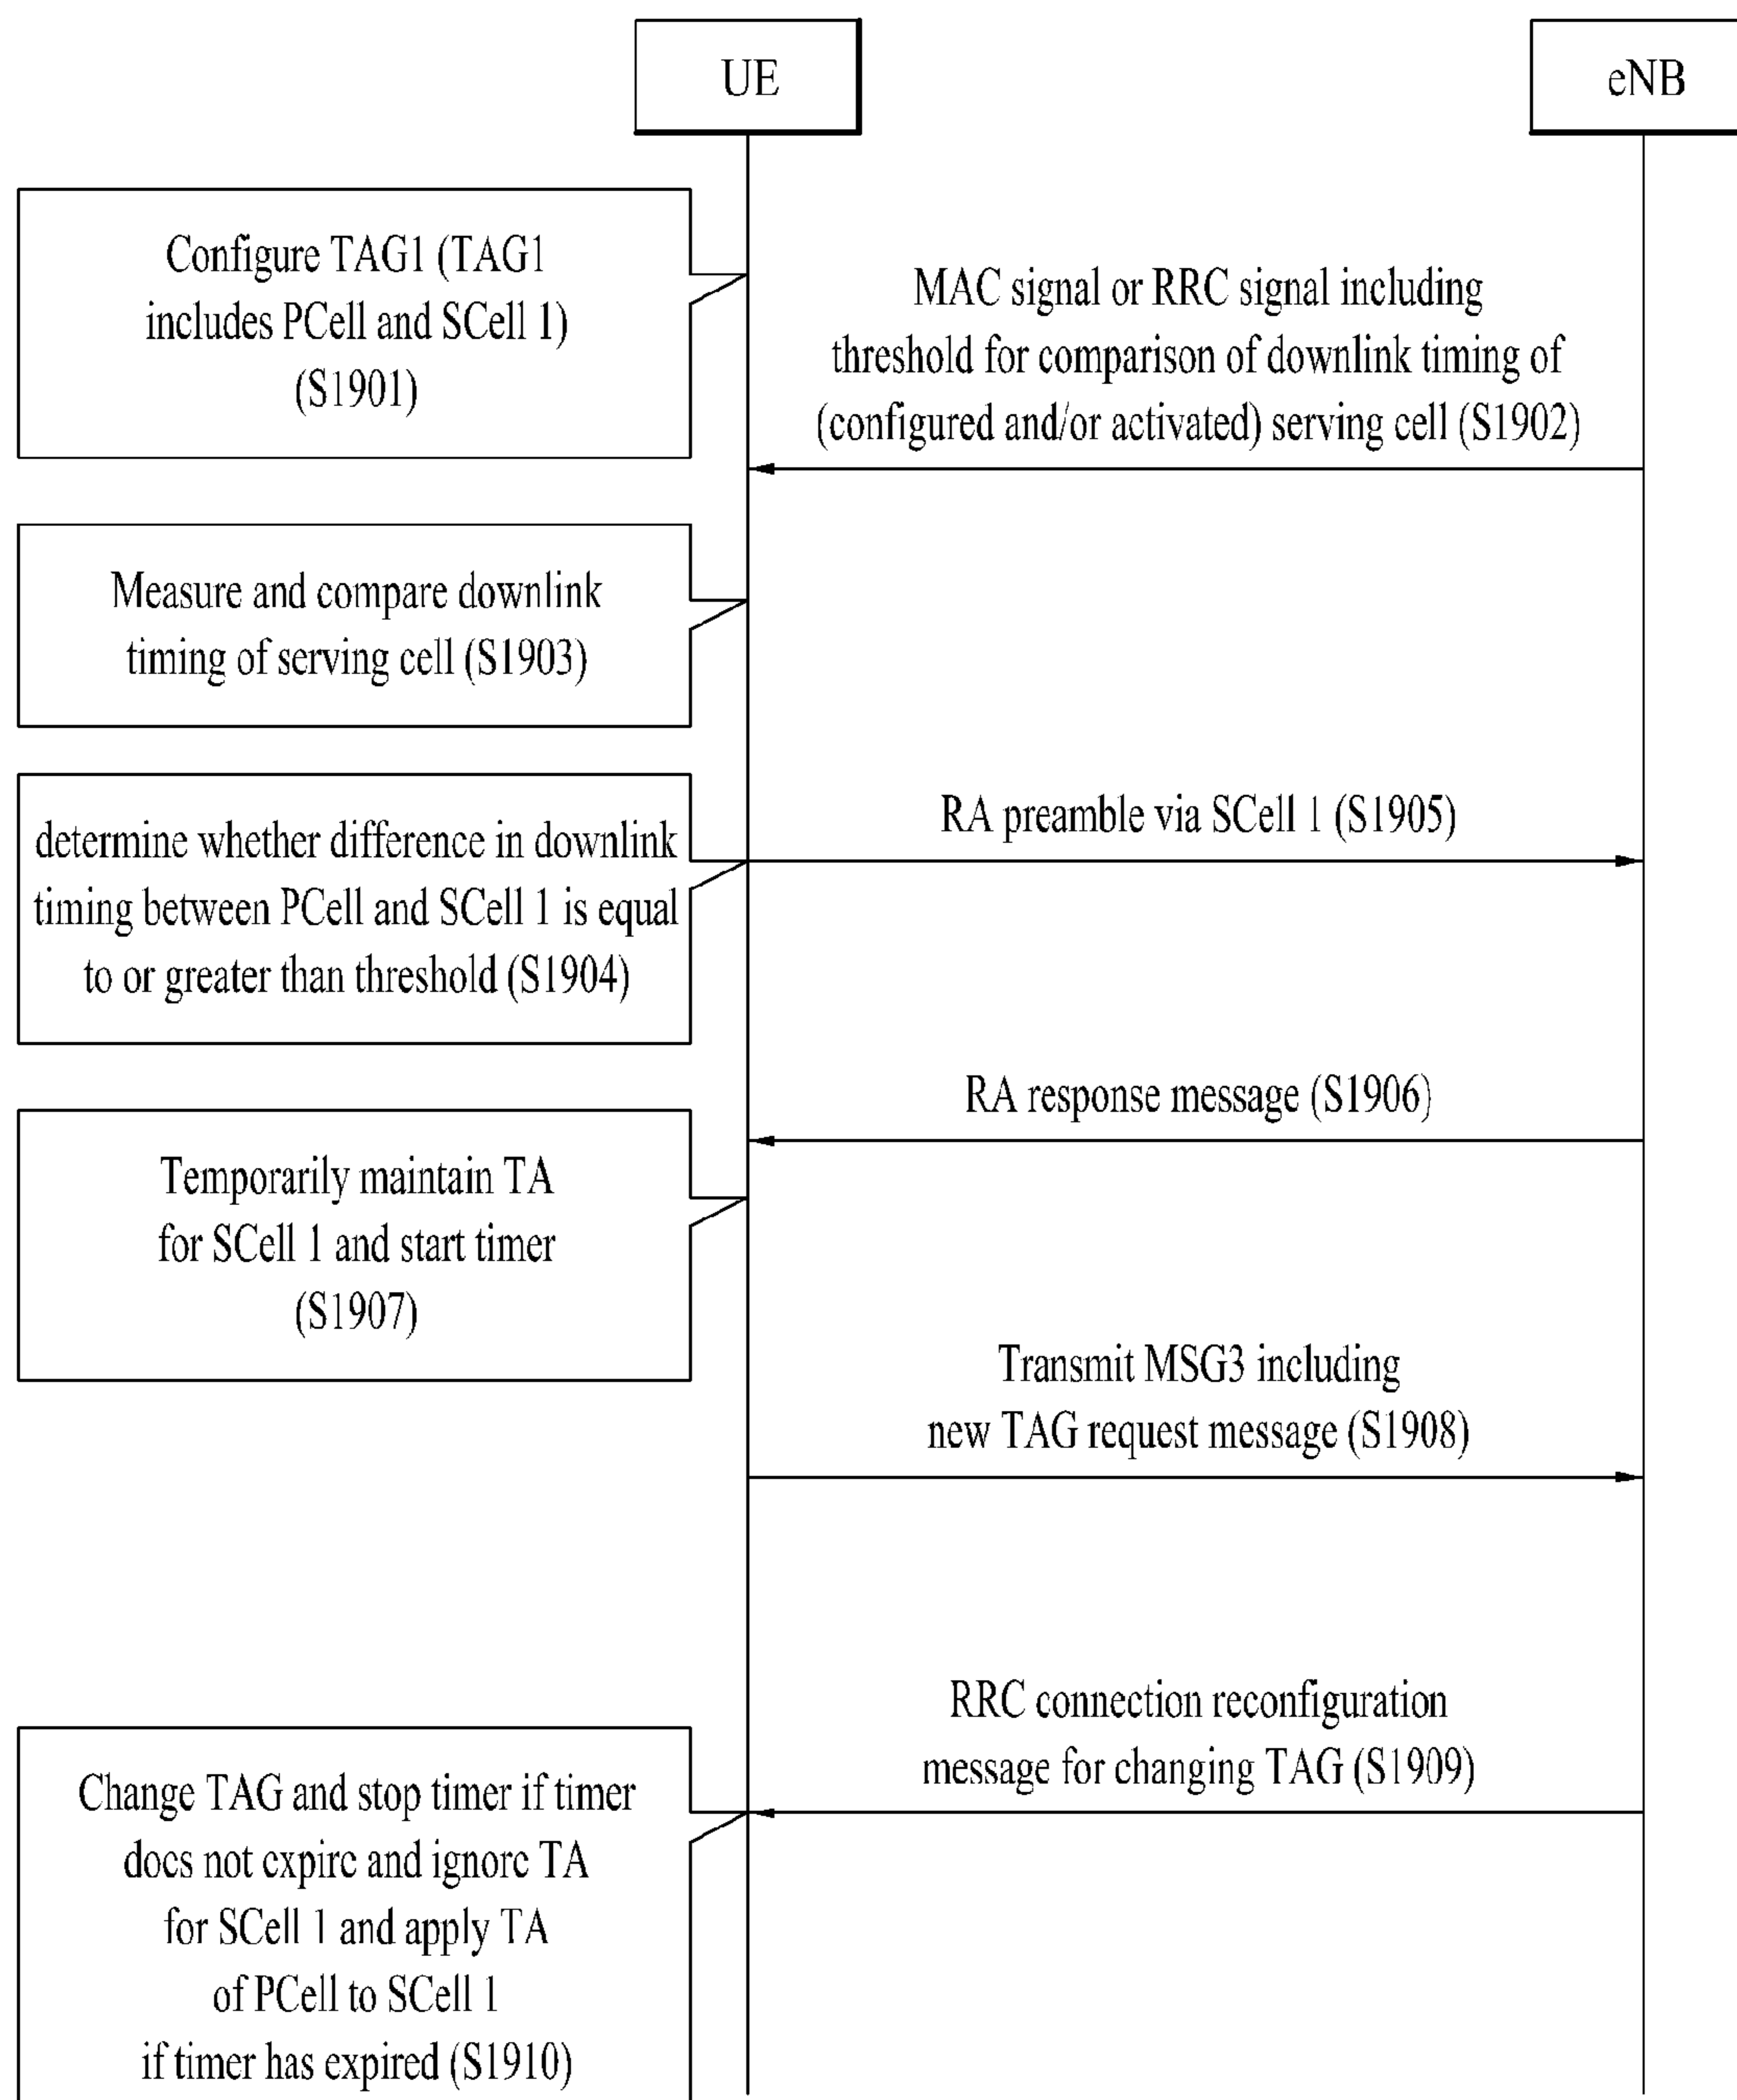 UE
eNB
Configure TAG1 (TAG1
includes PCell and SCell 1)
(S1901)
MAC signal or RRC signal including
threshold for comparison of downlink timing of
(configured and/or activated) serving cell (S1902)
Measure and compare downlink
timing of serving cell (S1903)
determine whether difference in downlink
timing between PCell and SCell 1 is equal
to or greater than threshold (S1904)
RA preamble via SCell 1 (S1905)
RA response message (S1906)
Temporarily maintain TA
for SCell 1 and start timer
(S1907)
Transmit MSG3 including
new TAG request message (S1908)
RRC connection reconfiguration
message for changing TAG (S1909)
Change TAG and stop timer if timer
does not expire and ignore TA
for SCell 1 and apply TA
of PCell to SCell 1
if timer has expired (S1910)